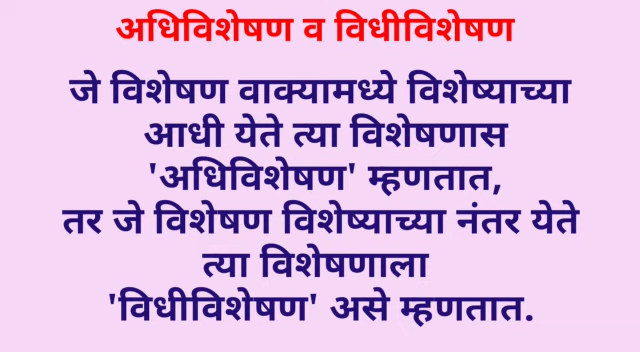 अधिविशेषण व विधीविशेषण
जे विशेषण वाक्यामध्ये विशेष्याच्या
आधी येते त्या विशेषणास
'अधिविशेषण' म्हणतात,
तर जे विशेषण विशेष्याच्या नंतर येते
त्या विशेषणाला
'विधीविशेषण' असे म्हणतात.